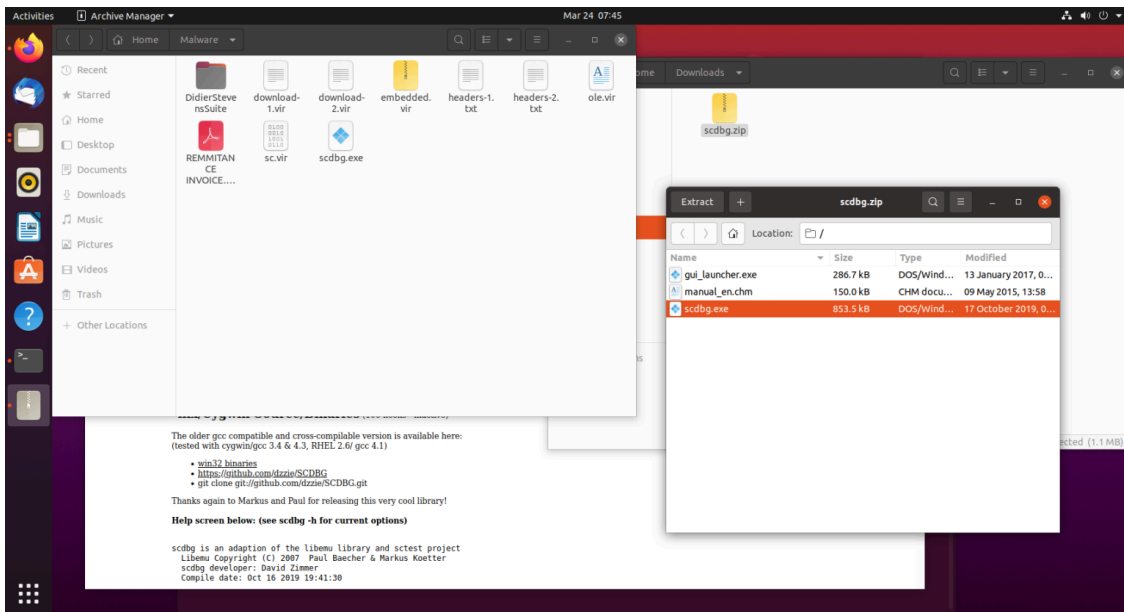 Activities
Archive Manager
Mar 24 07:45
Home
Malware
Recent
Starred
Home
Desktop
Documents
Downloads
Music
Pictures
Videos
Trash
+ Other Locations
DidierSteve
nsSuite
download-
1.vir
download-
2.vir
embedded.
vir
headers-1.
txt
headers-2.
txt
ole.vir
REMMITAN
CE
INVOICE....
sc.vir
scdbg.exe
ome
Downloads
scdbg.zip
Extract
+
scdbg.zip
Location:
/
Name
Size
Type
Modified
gui_launcher.exe
286.7 kB
DOS/Wind...
13 January 2017, 0...
manual_en.chm
150.0 kB
CHM docu...
09 May 2015, 13:58
scdbg.exe
853.5 kB
DOS/Wind...
17 October 2019, 0...
ected (1.1 MB)
The older gcc compatible and cross-compilable version is available here:
(tested with cygwin/gcc 3.4 & 4.3, RHEL 2.6/ gcc 4.1)
• win32 binaries
• https://github.com/dzzie/SCDBG
• git clone git://github.com/dzzie/SCDBG.git
Thanks again to Markus and Paul for releasing this very cool library!
Help screen below: (see scdbg -h for current options)
scdbg is an adaption of the libemu library and sctest project
Libemu Copyright (C) 2007 Paul Baecher & Markus Koetter
scdbg developer: David Zimmer
Compile date: Oct 16 2019 19:41:30